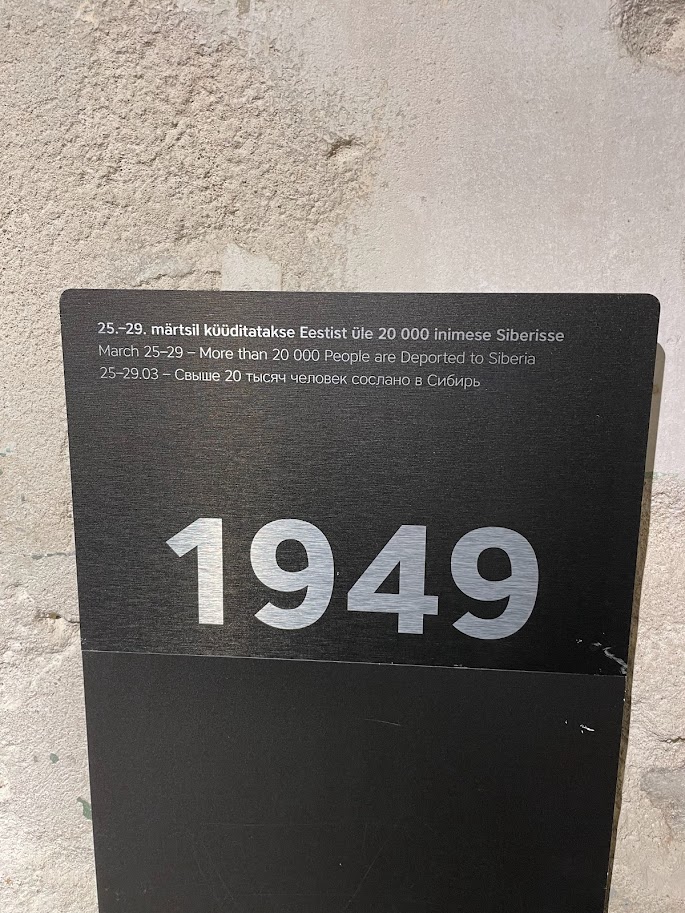 25.–29. märtsil küüditatakse Eestist üle 20 000 inimese Siberisse
March 25–29 – More than 20 000 People are Deported to Siberia
25–29.03 – Свыше 20 тысяч человек сослано в Сибирь
1949